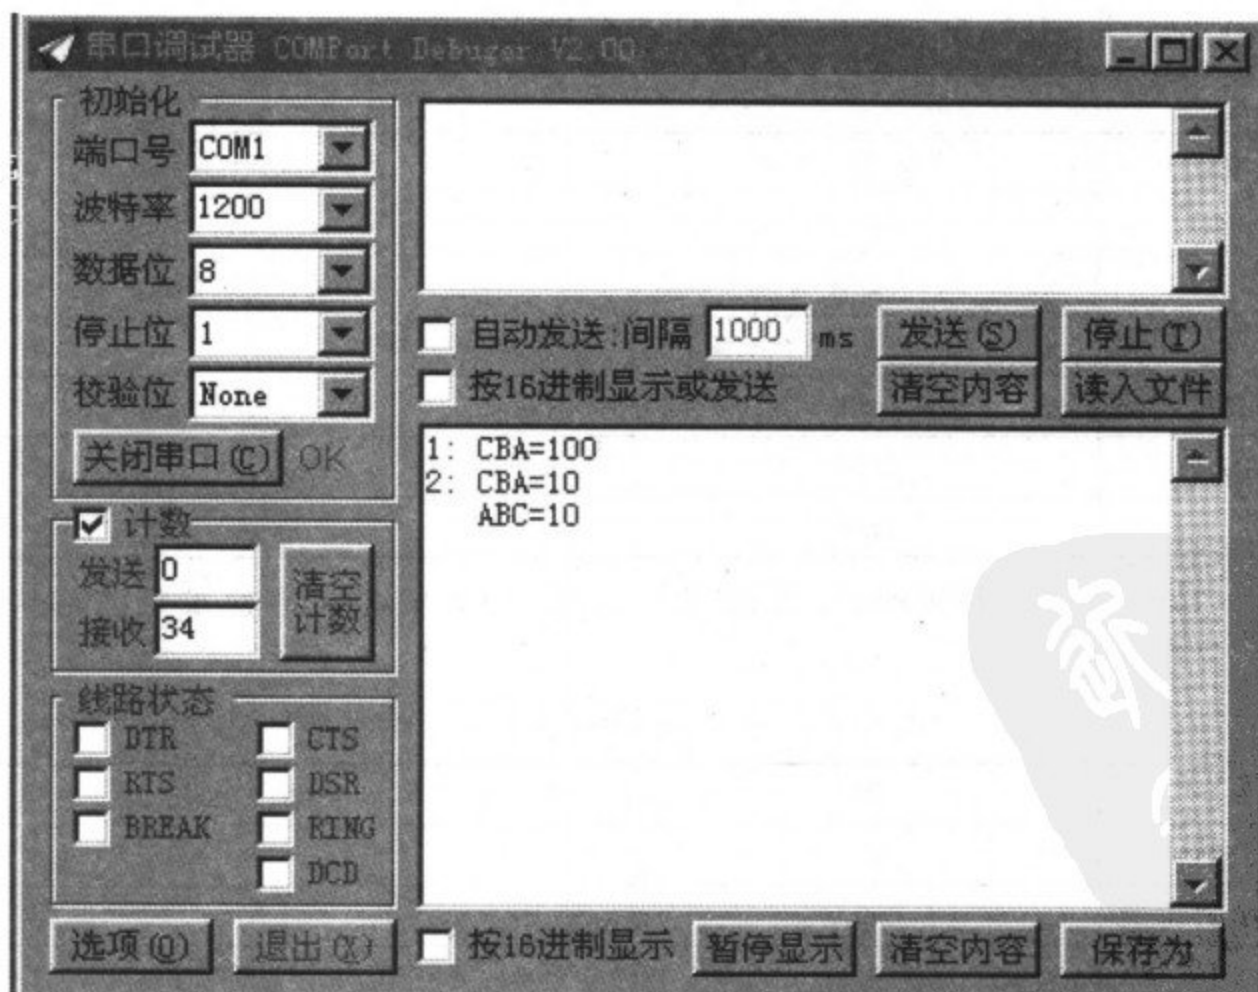 串口调试器 COMPort Debuger V2.00
初始化
端口号 COM1
波特率 1200
数据位 8
停止位 1
校验位 None
关闭串口(C) OK
计数
发送 0
接收 34
清空
计数
线路状态
DTR CTS
RTS DSR
BREAK RING
DCD
选项(O) 退出(X)
自动发送:间隔 1000 ms 发送(S) 停止(T)
按16进制显示或发送 清空内容 读入文件
1: CBA=100
2: CBA=10
ABC=10
按16进制显示 暂停显示 清空内容 保存为